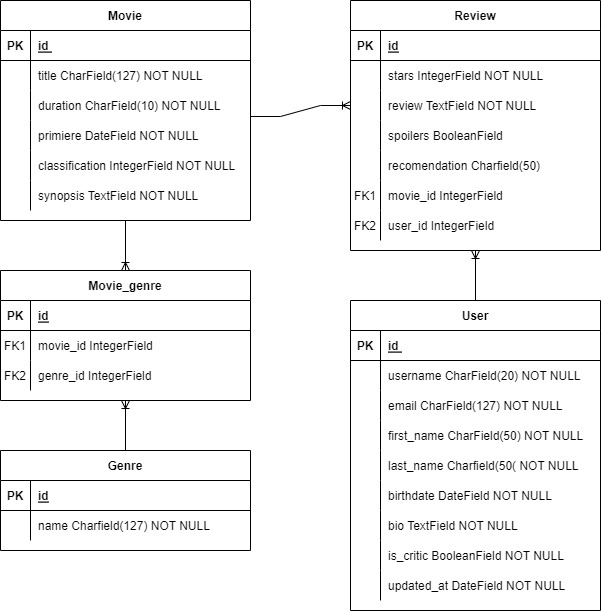 Movie
PK id
title CharField(127) NOT NULL
duration CharField(10) NOT NULL
primiere DateField NOT NULL
classification IntegerField NOT NULL
synopsis TextField NOT NULL
Review
PK id
stars IntegerField NOT NULL
review TextField NOT NULL
spoilers BooleanField
recomendation Charfield(50)
FK1 movie_id IntegerField
FK2 user_id IntegerField
Movie_genre
PK id
FK1 movie_id IntegerField
FK2 genre_id IntegerField
Genre
PK id
name Charfield(127) NOT NULL
User
PK id
username CharField(20) NOT NULL
email CharField(127) NOT NULL
first_name CharField(50) NOT NULL
last_name Charfield(50( NOT NULL
birthdate DateField NOT NULL
bio TextField NOT NULL
is_critic BooleanField NOT NULL
updated_at DateField NOT NULL